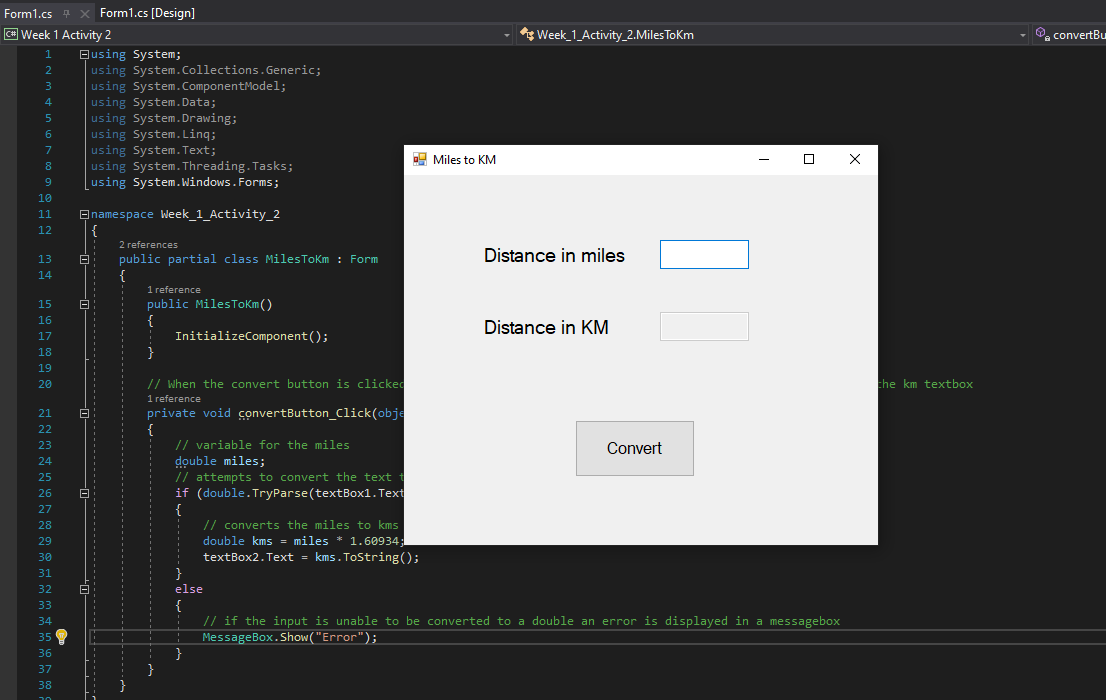 Form1.cs Form1.cs [Design]
C# Week 1 Activity 2 Week_1_Activity_2.MilesToKm convertBu
1 using System;
2 using System.Collections.Generic;
3 using System.ComponentModel;
4 using System.Data;
5 using System.Drawing;
6 using System.Linq;
7 using System.Text;
8 using System.Threading.Tasks;
9 using System.Windows.Forms;
10
11 namespace Week_1_Activity_2
12 {
2 references
13 public partial class MilesToKm : Form
14 {
1 reference
15 public MilesToKm()
16 {
17 InitializeComponent();
18 }
19
20 // When the convert button is clicked the km textbox
1 reference
21 private void convertButton_Click(obje
22 {
23 // variable for the miles
24 double miles;
25 // attempts to convert the text t
26 if (double.TryParse(textBox1.Text
27 {
28 // converts the miles to kms
29 double kms = miles * 1.60934;
30 textBox2.Text = kms.ToString();
31 }
32 else
33 {
34 // if the input is unable to be converted to a double an error is displayed in a messagebox
35 MessageBox.Show("Error");
36 }
37 }
38 }
Miles to KM
Distance in miles
Distance in KM
Convert